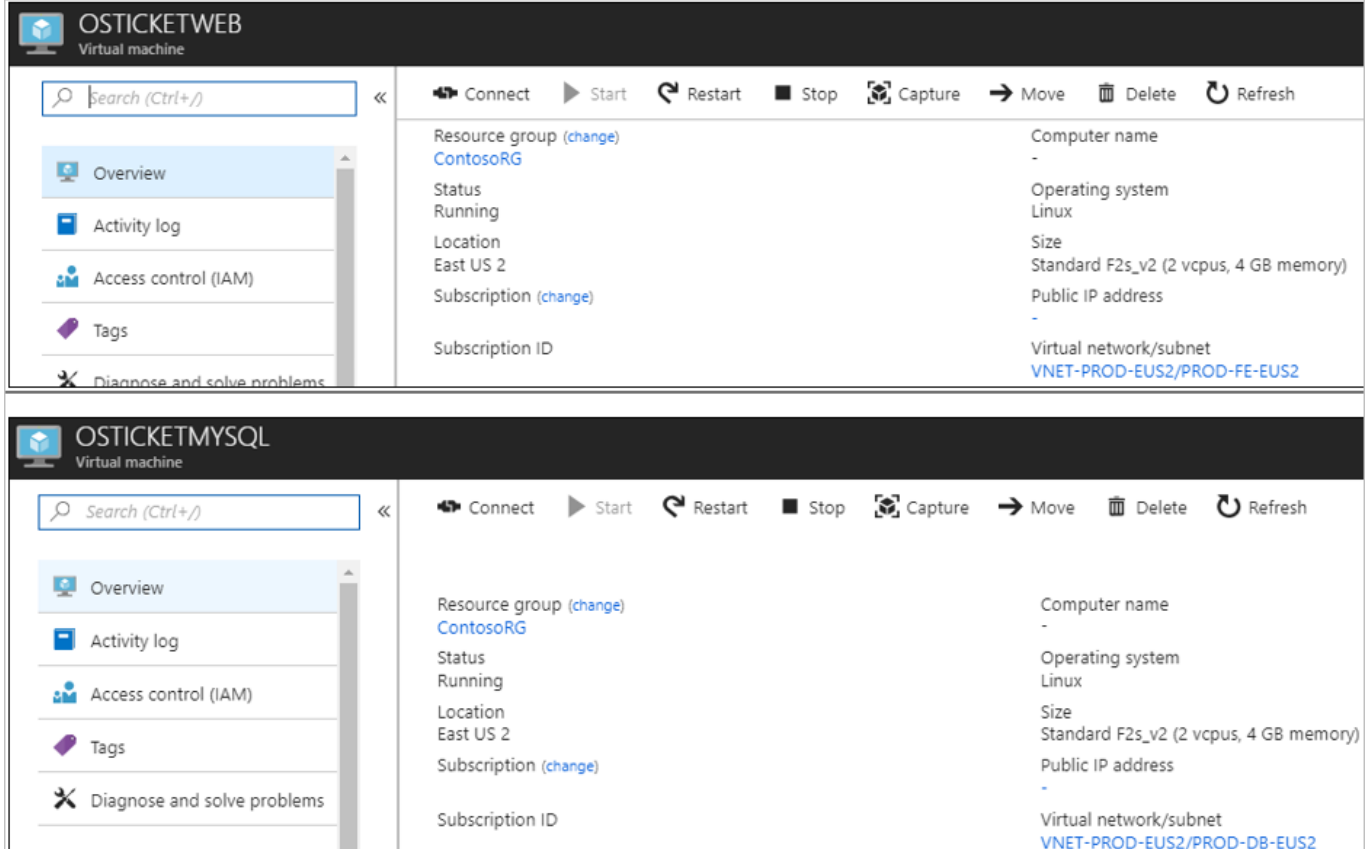 OSTICKETWEB
Virtual machine
Search (Ctrl+/)
«
Connect Start Restart Stop Capture Move Delete Refresh
Overview
Activity log
Access control (IAM)
Tags
Diagnose and solve problems
Resource group (change)
ContosoRG
Status
Running
Location
East US 2
Subscription (change)
Subscription ID
Computer name
-
Operating system
Linux
Size
Standard F2s_v2 (2 vcpus, 4 GB memory)
Public IP address
-
Virtual network/subnet
VNET-PROD-EUS2/PROD-FE-EUS2
OSTICKETMYSQL
Virtual machine
Search (Ctrl+/)
«
Connect Start Restart Stop Capture Move Delete Refresh
Overview
Activity log
Access control (IAM)
Tags
Diagnose and solve problems
Resource group (change)
ContosoRG
Status
Running
Location
East US 2
Subscription (change)
Subscription ID
Computer name
-
Operating system
Linux
Size
Standard F2s_v2 (2 vcpus, 4 GB memory)
Public IP address
-
Virtual network/subnet
VNET-PROD-EUS2/PROD-DB-EUS2